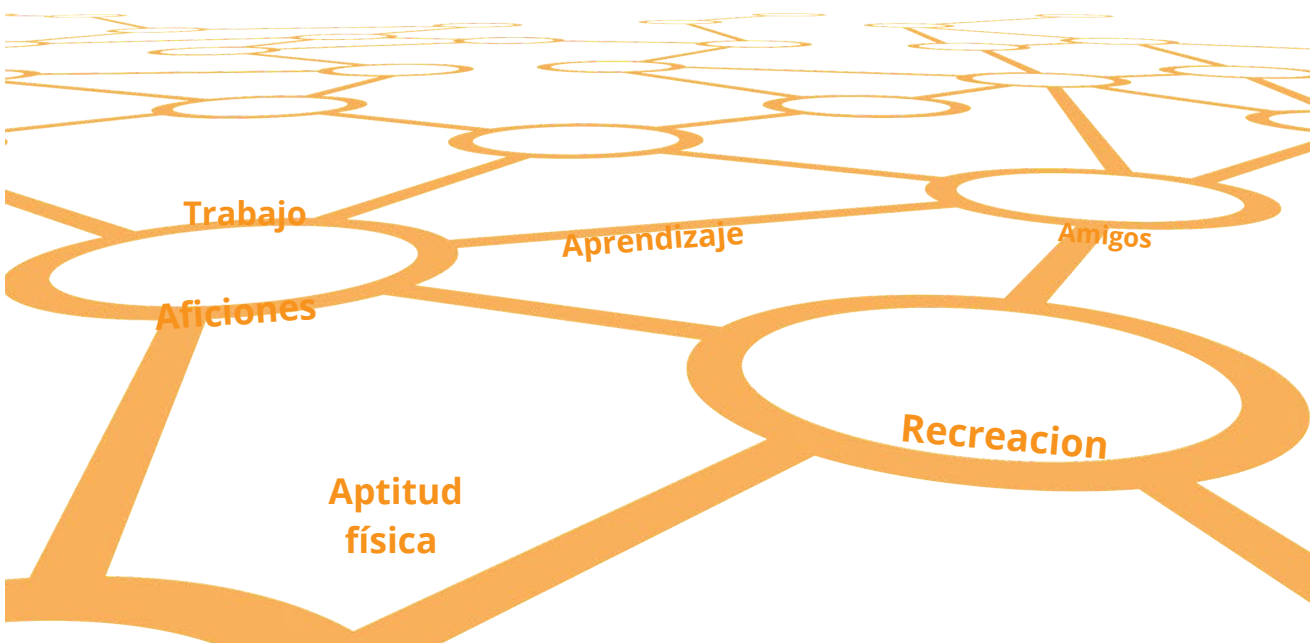 Trabajo
Aprendizaje
Amigos
Aficiones
Recreacion
Aptitud
física